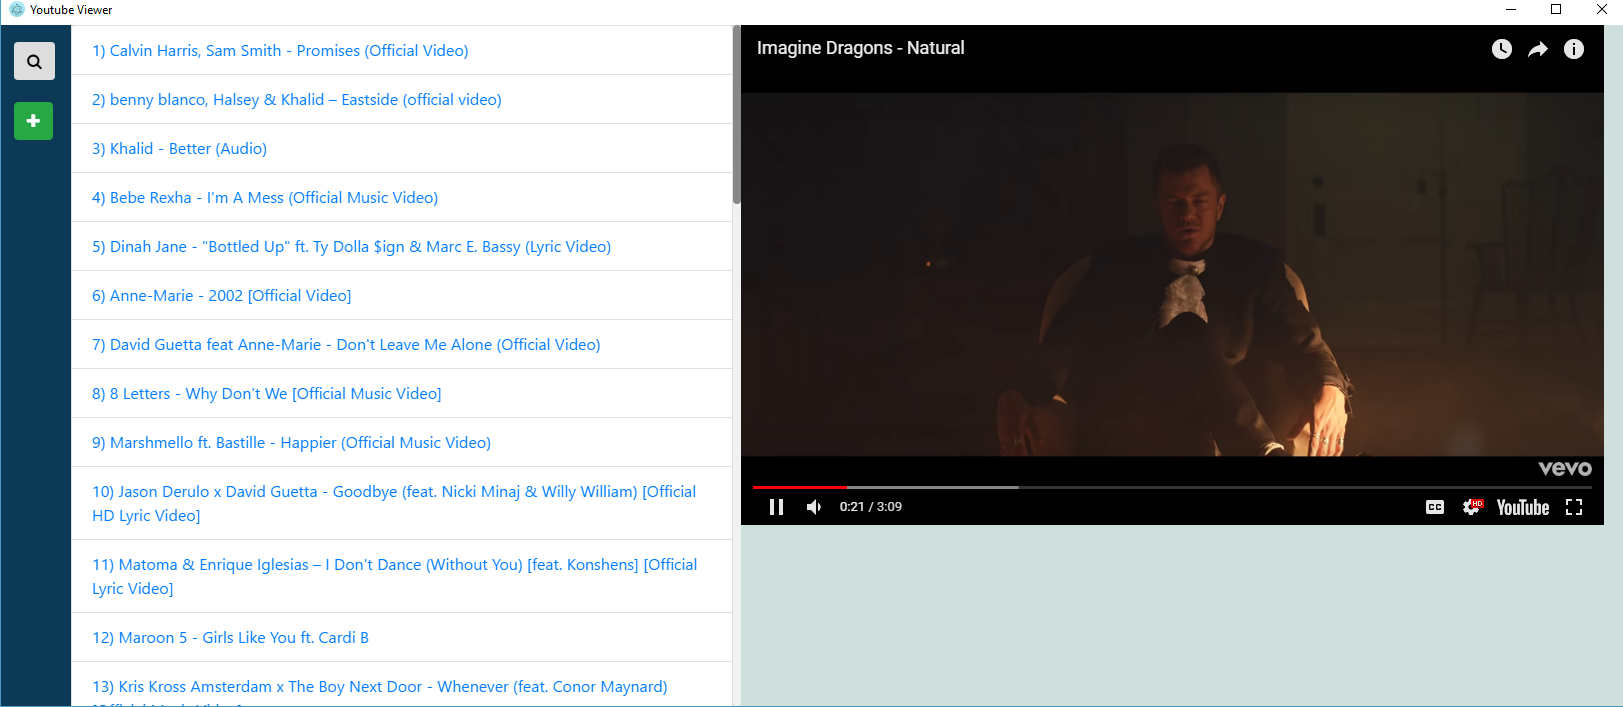 Youtube Viewer
1) Calvin Harris, Sam Smith - Promises (Official Video)
2) benny blanco, Halsey & Khalid – Eastside (official video)
3) Khalid - Better (Audio)
4) Bebe Rexha - I'm A Mess (Official Music Video)
5) Dinah Jane - "Bottled Up" ft. Ty Dolla $ign & Marc E. Bassy (Lyric Video)
6) Anne-Marie - 2002 [Official Video]
7) David Guetta feat Anne-Marie - Don't Leave Me Alone (Official Video)
8) 8 Letters - Why Don't We [Official Music Video]
9) Marshmello ft. Bastille - Happier (Official Music Video)
10) Jason Derulo x David Guetta - Goodbye (feat. Nicki Minaj & Willy William) [Official
HD Lyric Video]
11) Matoma & Enrique Iglesias – I Don't Dance (Without You) [feat. Konshens] [Official
Lyric Video]
12) Maroon 5 - Girls Like You ft. Cardi B
13) Kris Kross Amsterdam x The Boy Next Door - Whenever (feat. Conor Maynard)
Imagine Dragons - Natural
vevo
0:21 / 3:09
CC
HD
YouTube